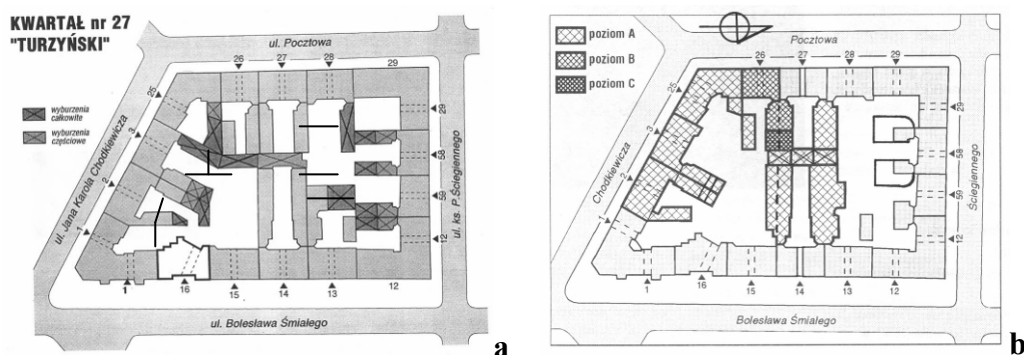 KWARTAŁ nr 27
"TURZYŃSKI"
ul. Pocztowa
26
27
28
29
wyburzenia
całkowite
wyburzenia
częściowe
25
3
2
1
ul. Jana Karola Chodkiewicza
29
58
59
12
ul. ks. P. Ściegiennego
1
16
15
14
13
12
ul. Bolesława Śmiałego
a
poziom A
poziom B
poziom C
Pocztowa
26
27
28
29
25
3
2
1
Chodkiewicza
29
58
59
12
Ściegiennego
1
16
15
14
13
12
Bolesława Śmiałego
b